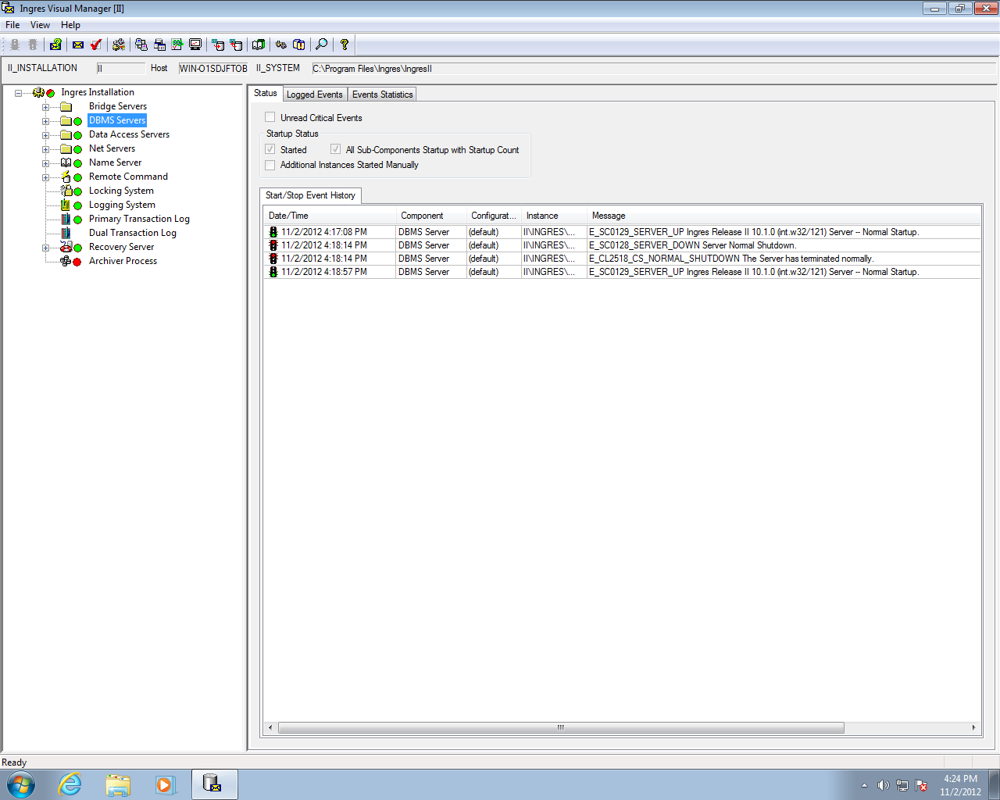 Ingres Visual Manager [II]
File View Help
II_INSTALLATION II Host WIN-O1SDJFTOB II_SYSTEM C:\Program Files\Ingres\IngresII
Ingres Installation
Bridge Servers
DBMS Servers
Data Access Servers
Net Servers
Name Server
Remote Command
Locking System
Logging System
Primary Transaction Log
Dual Transaction Log
Recovery Server
Archiver Process
Status Logged Events Events Statistics
Unread Critical Events
Startup Status
Started All Sub-Components Startup with Startup Count
Additional Instances Started Manually
Start/Stop Event History
Date/Time Component Configurat... Instance Message
11/2/2012 4:17:08 PM DBMS Server (default) II\INGRES\... E_SC0129_SERVER_UP Ingres Release II 10.1.0 (int.w32/121) Server -- Normal Startup.
11/2/2012 4:18:14 PM DBMS Server (default) II\INGRES\... E_SC0128_SERVER_DOWN Server Normal Shutdown.
11/2/2012 4:18:14 PM DBMS Server (default) II\INGRES\... E_CL2518_CS_NORMAL_SHUTDOWN The Server has terminated normally.
11/2/2012 4:18:57 PM DBMS Server (default) II\INGRES\... E_SC0129_SERVER_UP Ingres Release II 10.1.0 (int.w32/121) Server -- Normal Startup.
Ready
4:24 PM
11/2/2012